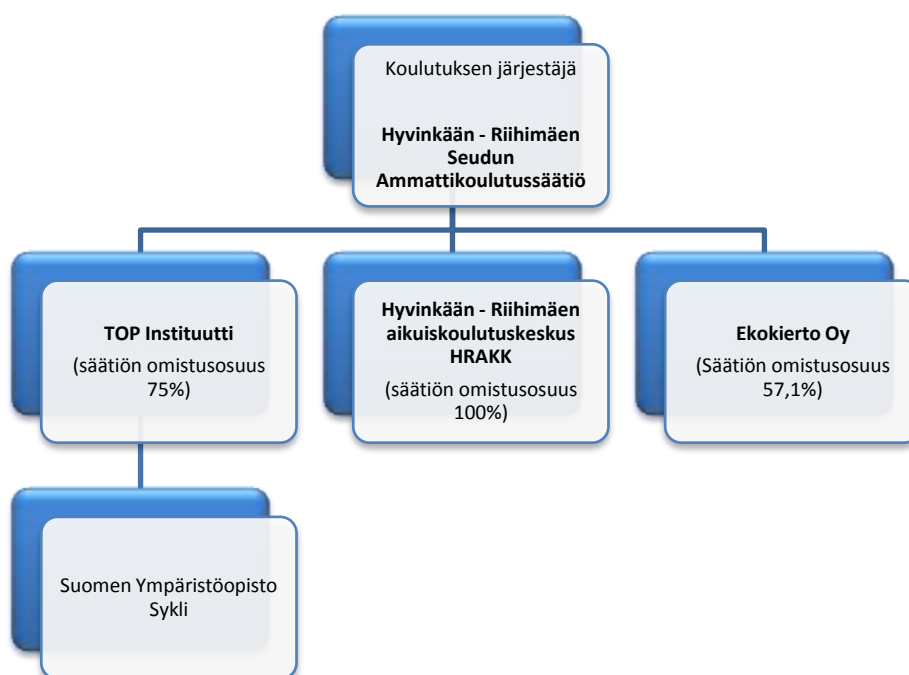 Koulutuksen järjestäjä
Hyvinkään - Riihimäen
Seudun
Ammattikoulutussäätiö
TOP Instituutti
(säätiön omistusosuus
75%)
Hyvinkään - Riihimäen
aikuiskoulutuskeskus
HRAKK
(säätiön omistusosuus
100%)
Ekokierto Oy
(Säätiön omistusosuus
57,1%)
Suomen Ympäristöopisto
Sykli